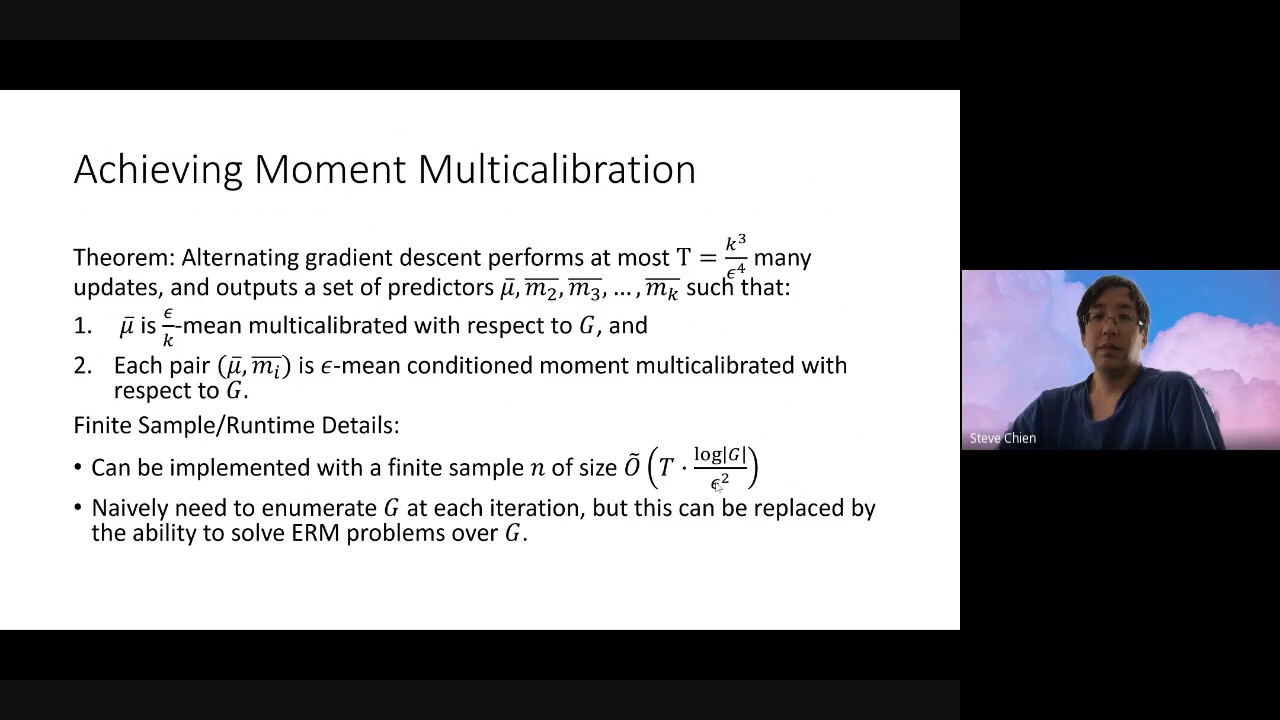 Achieving Moment Multicalibration
Theorem: Alternating gradient descent performs at most T = k³/ϵ⁴ many
updates, and outputs a set of predictors μ̄, m̄₂, m̄₃, …, m̄ₖ such that:
1. μ̄ is ϵ/k-mean multicalibrated with respect to G, and
2. Each pair (μ̄, m̄ᵢ) is ϵ-mean conditioned moment multicalibrated with
respect to G.
Finite Sample/Runtime Details:
• Can be implemented with a finite sample n of size Õ(T · log|G|/ϵ²)
• Naively need to enumerate G at each iteration, but this can be replaced by
the ability to solve ERM problems over G.
Steve Chien